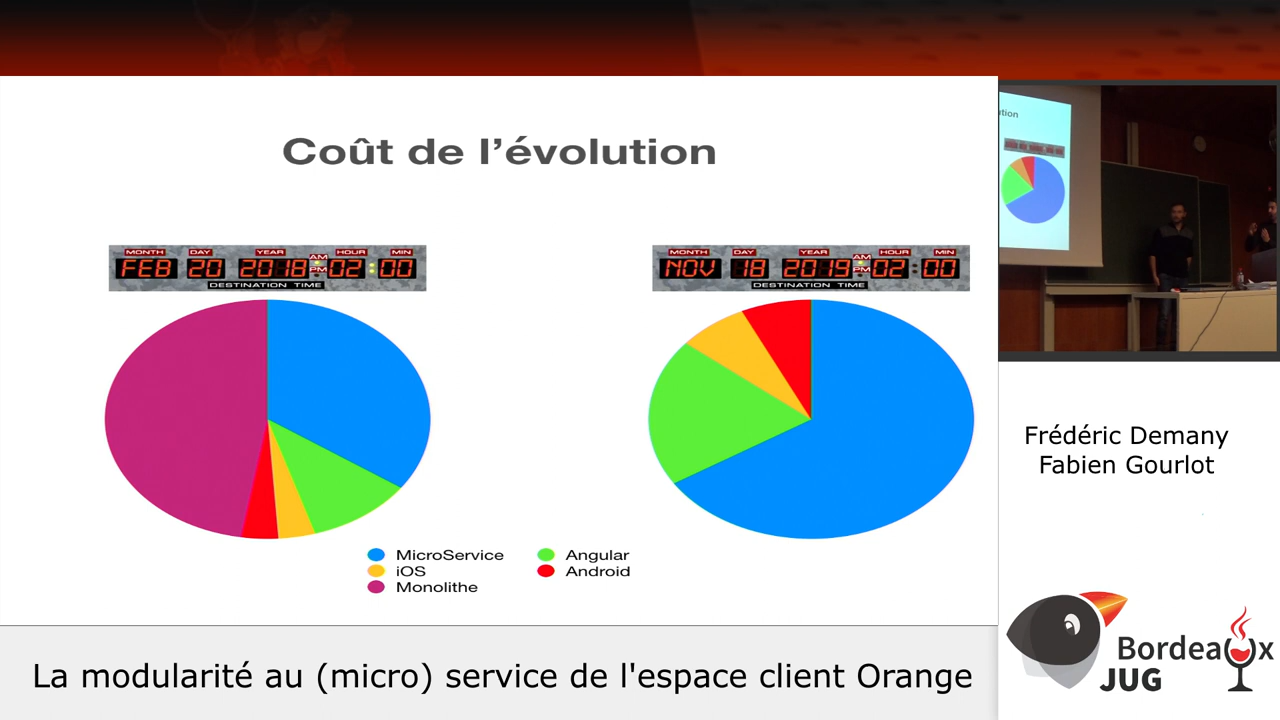 Coût de l'évolution
MONTH DAY YEAR HOUR MIN
FEB 20 2018 AM PM 02:00
DESTINATION TIME
MONTH DAY YEAR HOUR MIN
NOV 18 2019 AM PM 02:00
DESTINATION TIME
MicroService
Angular
iOS
Android
Monolithe
Frédéric Demany
Fabien Gourlot
Bordeaux
JUG
La modularité au (micro) service de l'espace client Orange